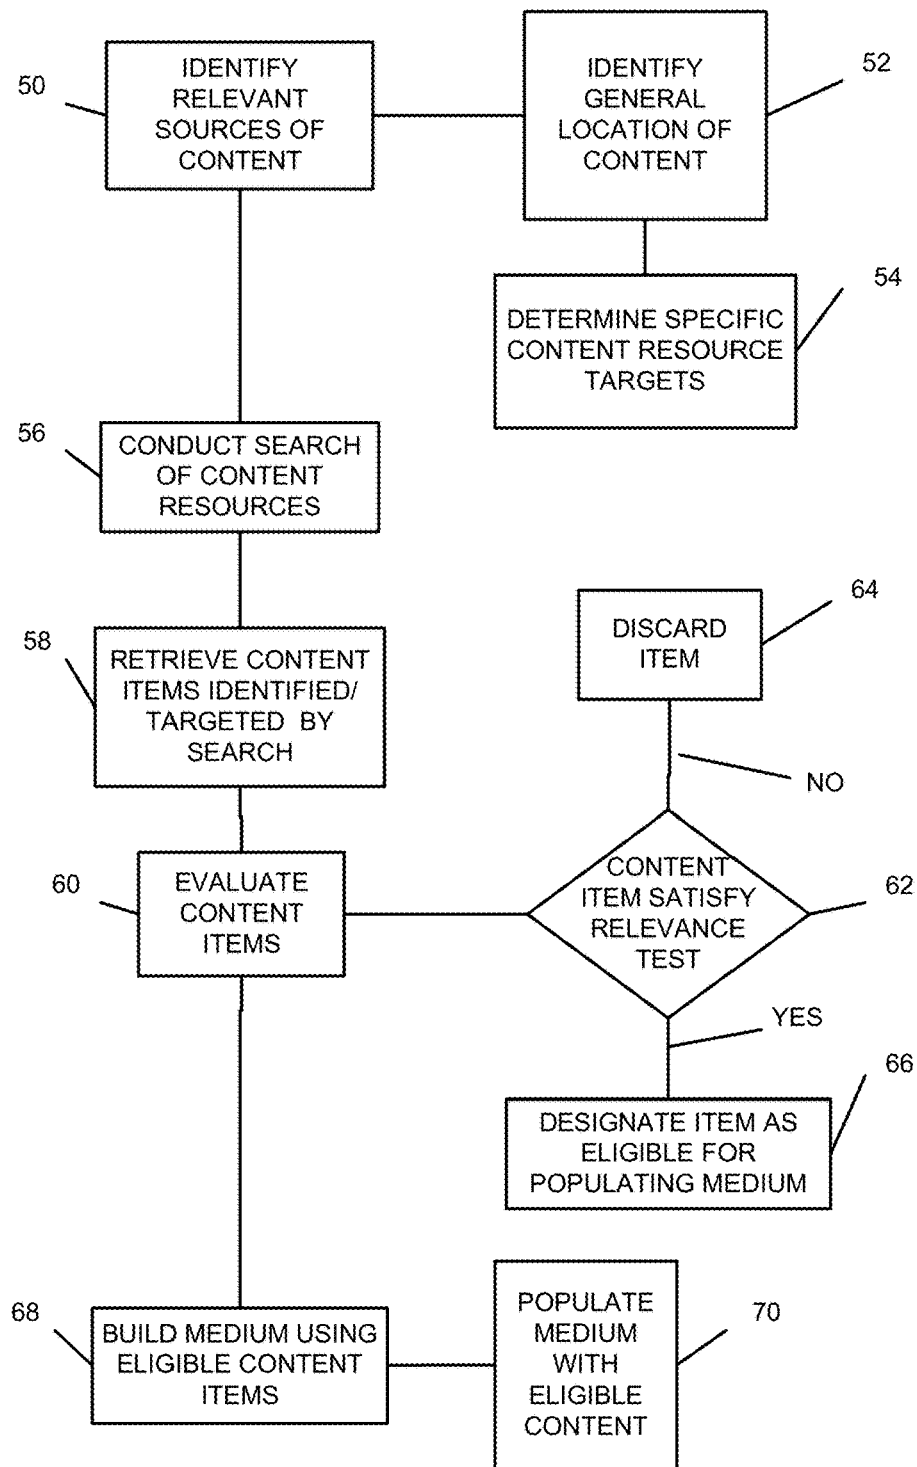 50
IDENTIFY
RELEVANT
SOURCES OF
CONTENT
IDENTIFY
GENERAL
LOCATION OF
CONTENT
52
54
DETERMINE SPECIFIC
CONTENT RESOURCE
TARGETS
56
CONDUCT SEARCH
OF CONTENT
RESOURCES
58
RETRIEVE CONTENT
ITEMS IDENTIFIED/
TARGETED BY
SEARCH
64
DISCARD
ITEM
NO
60
EVALUATE
CONTENT
ITEMS
CONTENT
ITEM SATISFY
RELEVANCE
TEST
62
YES
66
DESIGNATE ITEM AS
ELIGIBLE FOR
POPULATING MEDIUM
68
BUILD MEDIUM USING
ELIGIBLE CONTENT
ITEMS
POPULATE
MEDIUM
WITH
ELIGIBLE
CONTENT
70